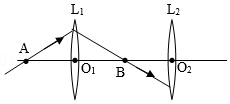 L₁ L₂
A O₁ B O₂